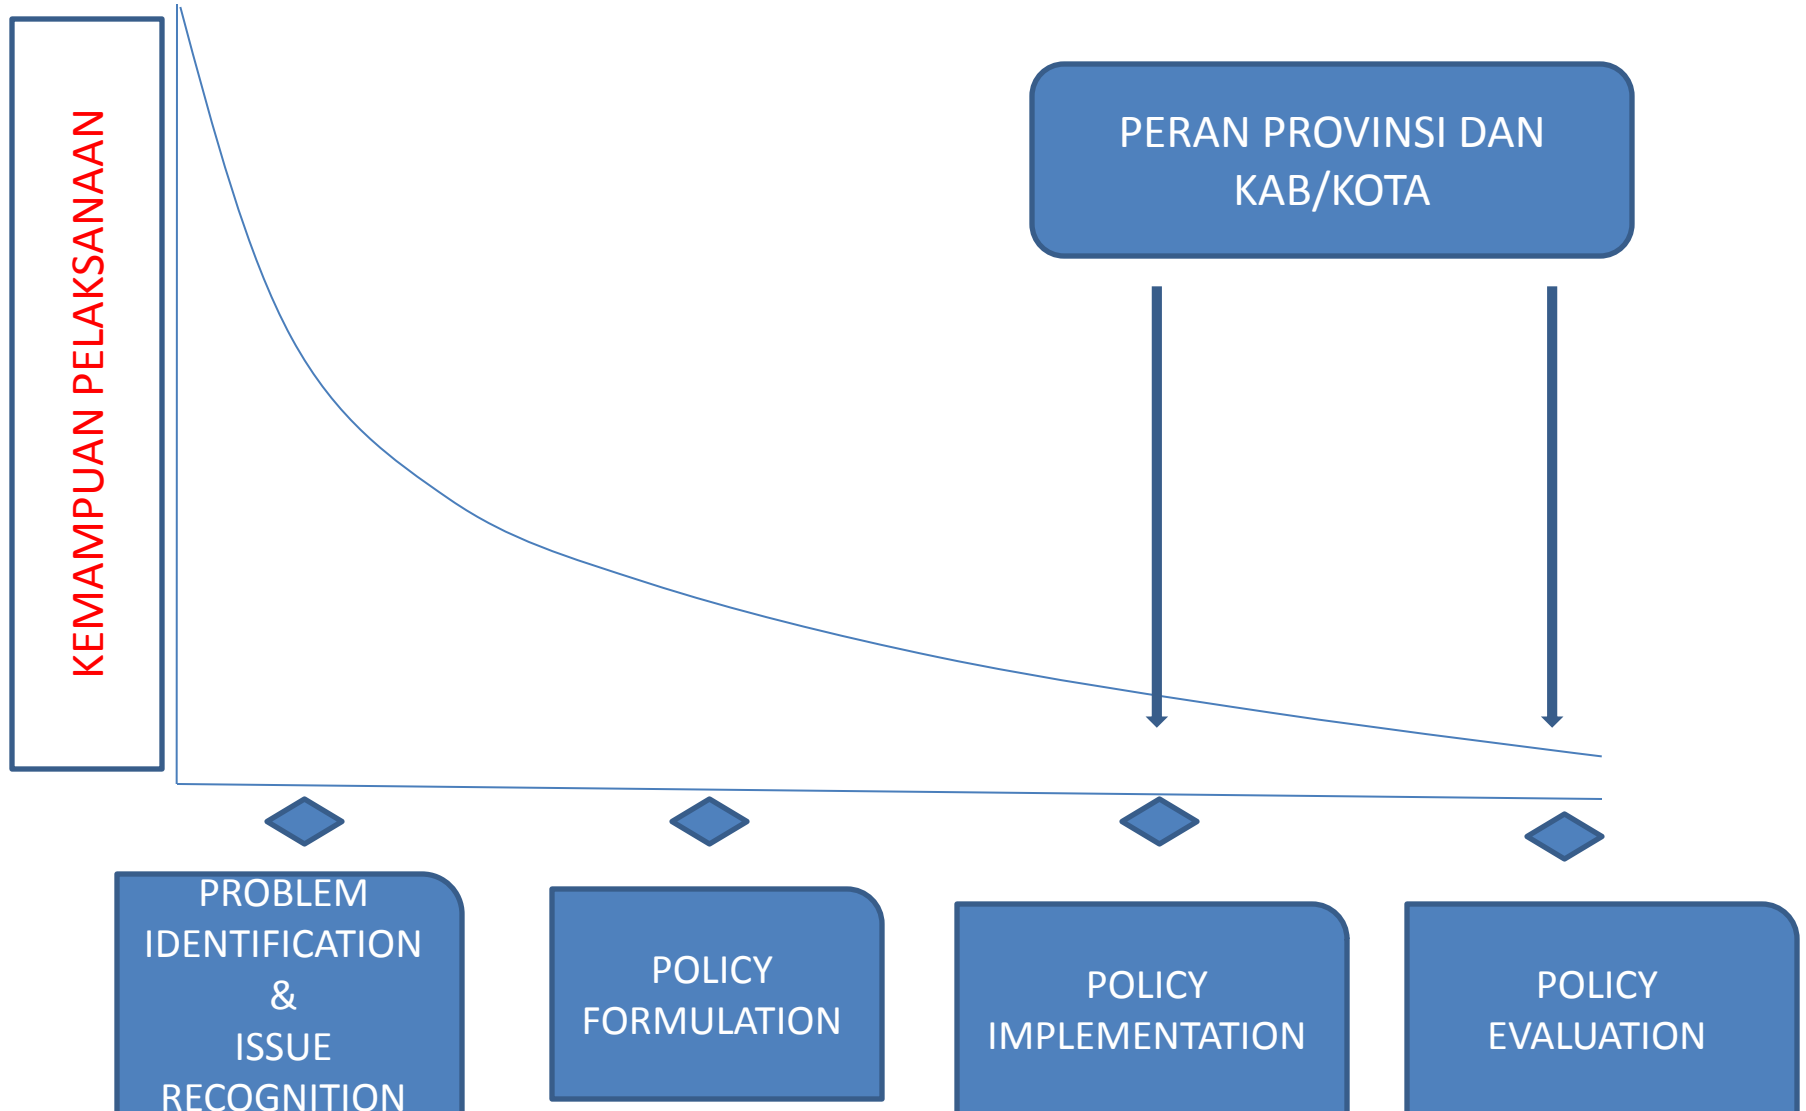 KEMAMPUAN PELAKSANAAN
PERAN PROVINSI DAN
KAB/KOTA
PROBLEM
IDENTIFICATION
&
ISSUE
RECOGNITION
POLICY
FORMULATION
POLICY
IMPLEMENTATION
POLICY
EVALUATION